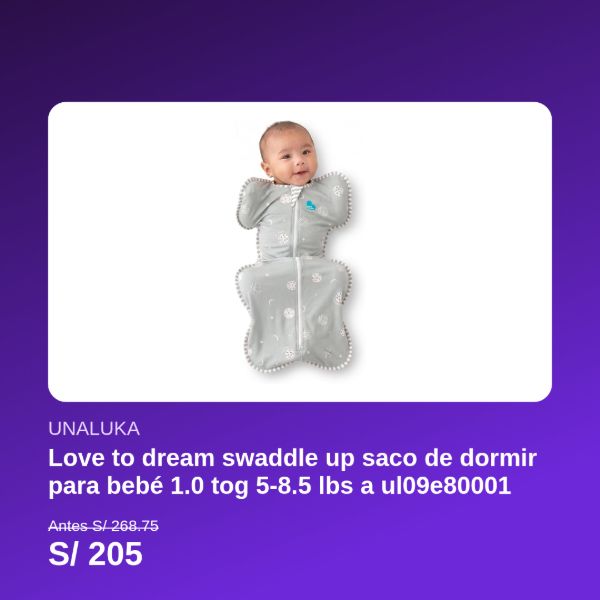 UNALUKA
Love to dream swaddle up saco de dormir
para bebé 1.0 tog 5-8.5 lbs a ul09e80001
Antes S/ 268.75
S/ 205